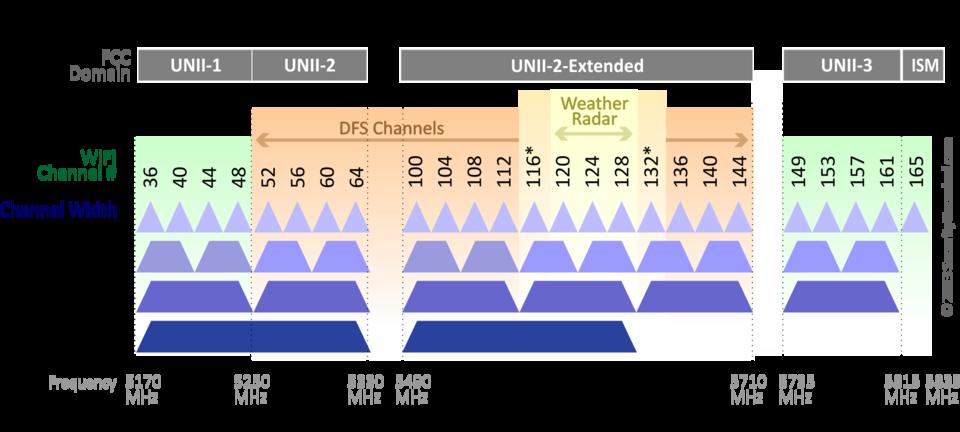 FCC
Domain
UNII-1
UNII-2
UNII-2-Extended
UNII-3
ISM
Weather
Radar
DFS Channels
WiFi
Channel #
36
40
44
48
52
56
60
64
100
104
108
112
116*
120
124
128
132*
136
140
144
149
153
157
161
165
Channel Width
Frequency
5170
MHz
5250
MHz
5330
MHz
5490
MHz
5710
MHz
5735
MHz
5815
MHz
5835
MHz